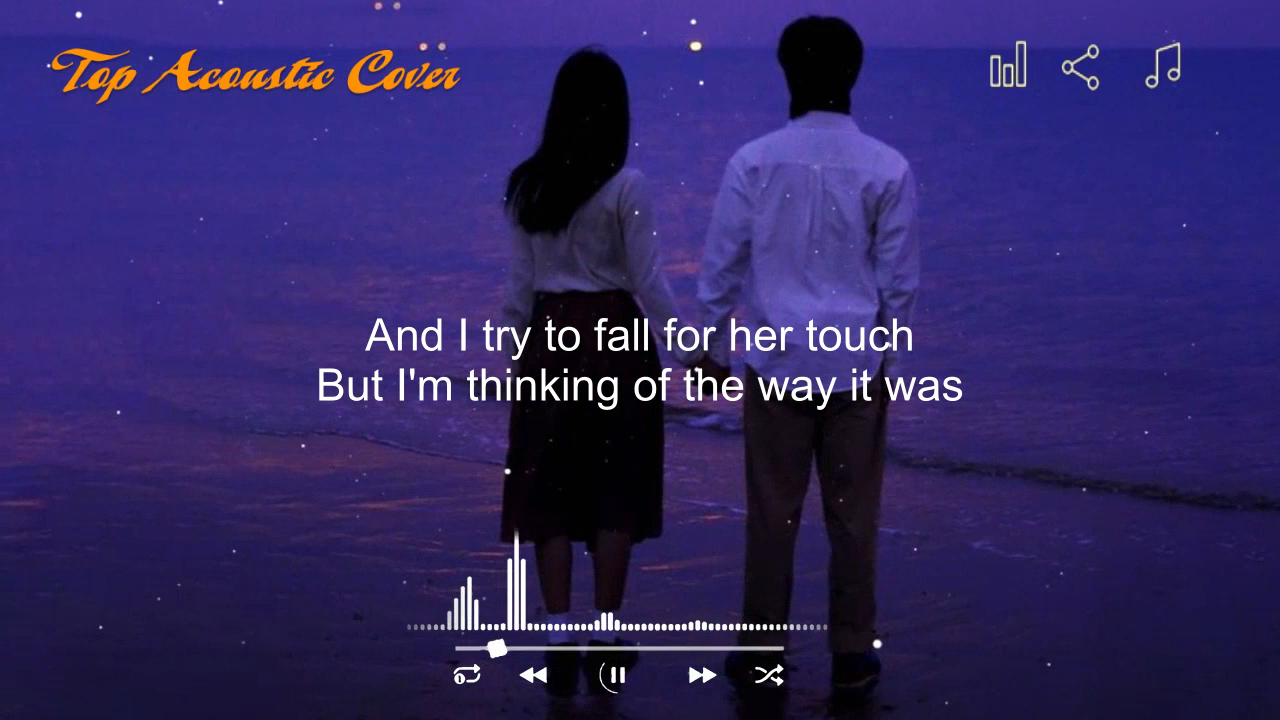 Top Acoustic Cover
And I try to fall for her touch
But I'm thinking of the way it was